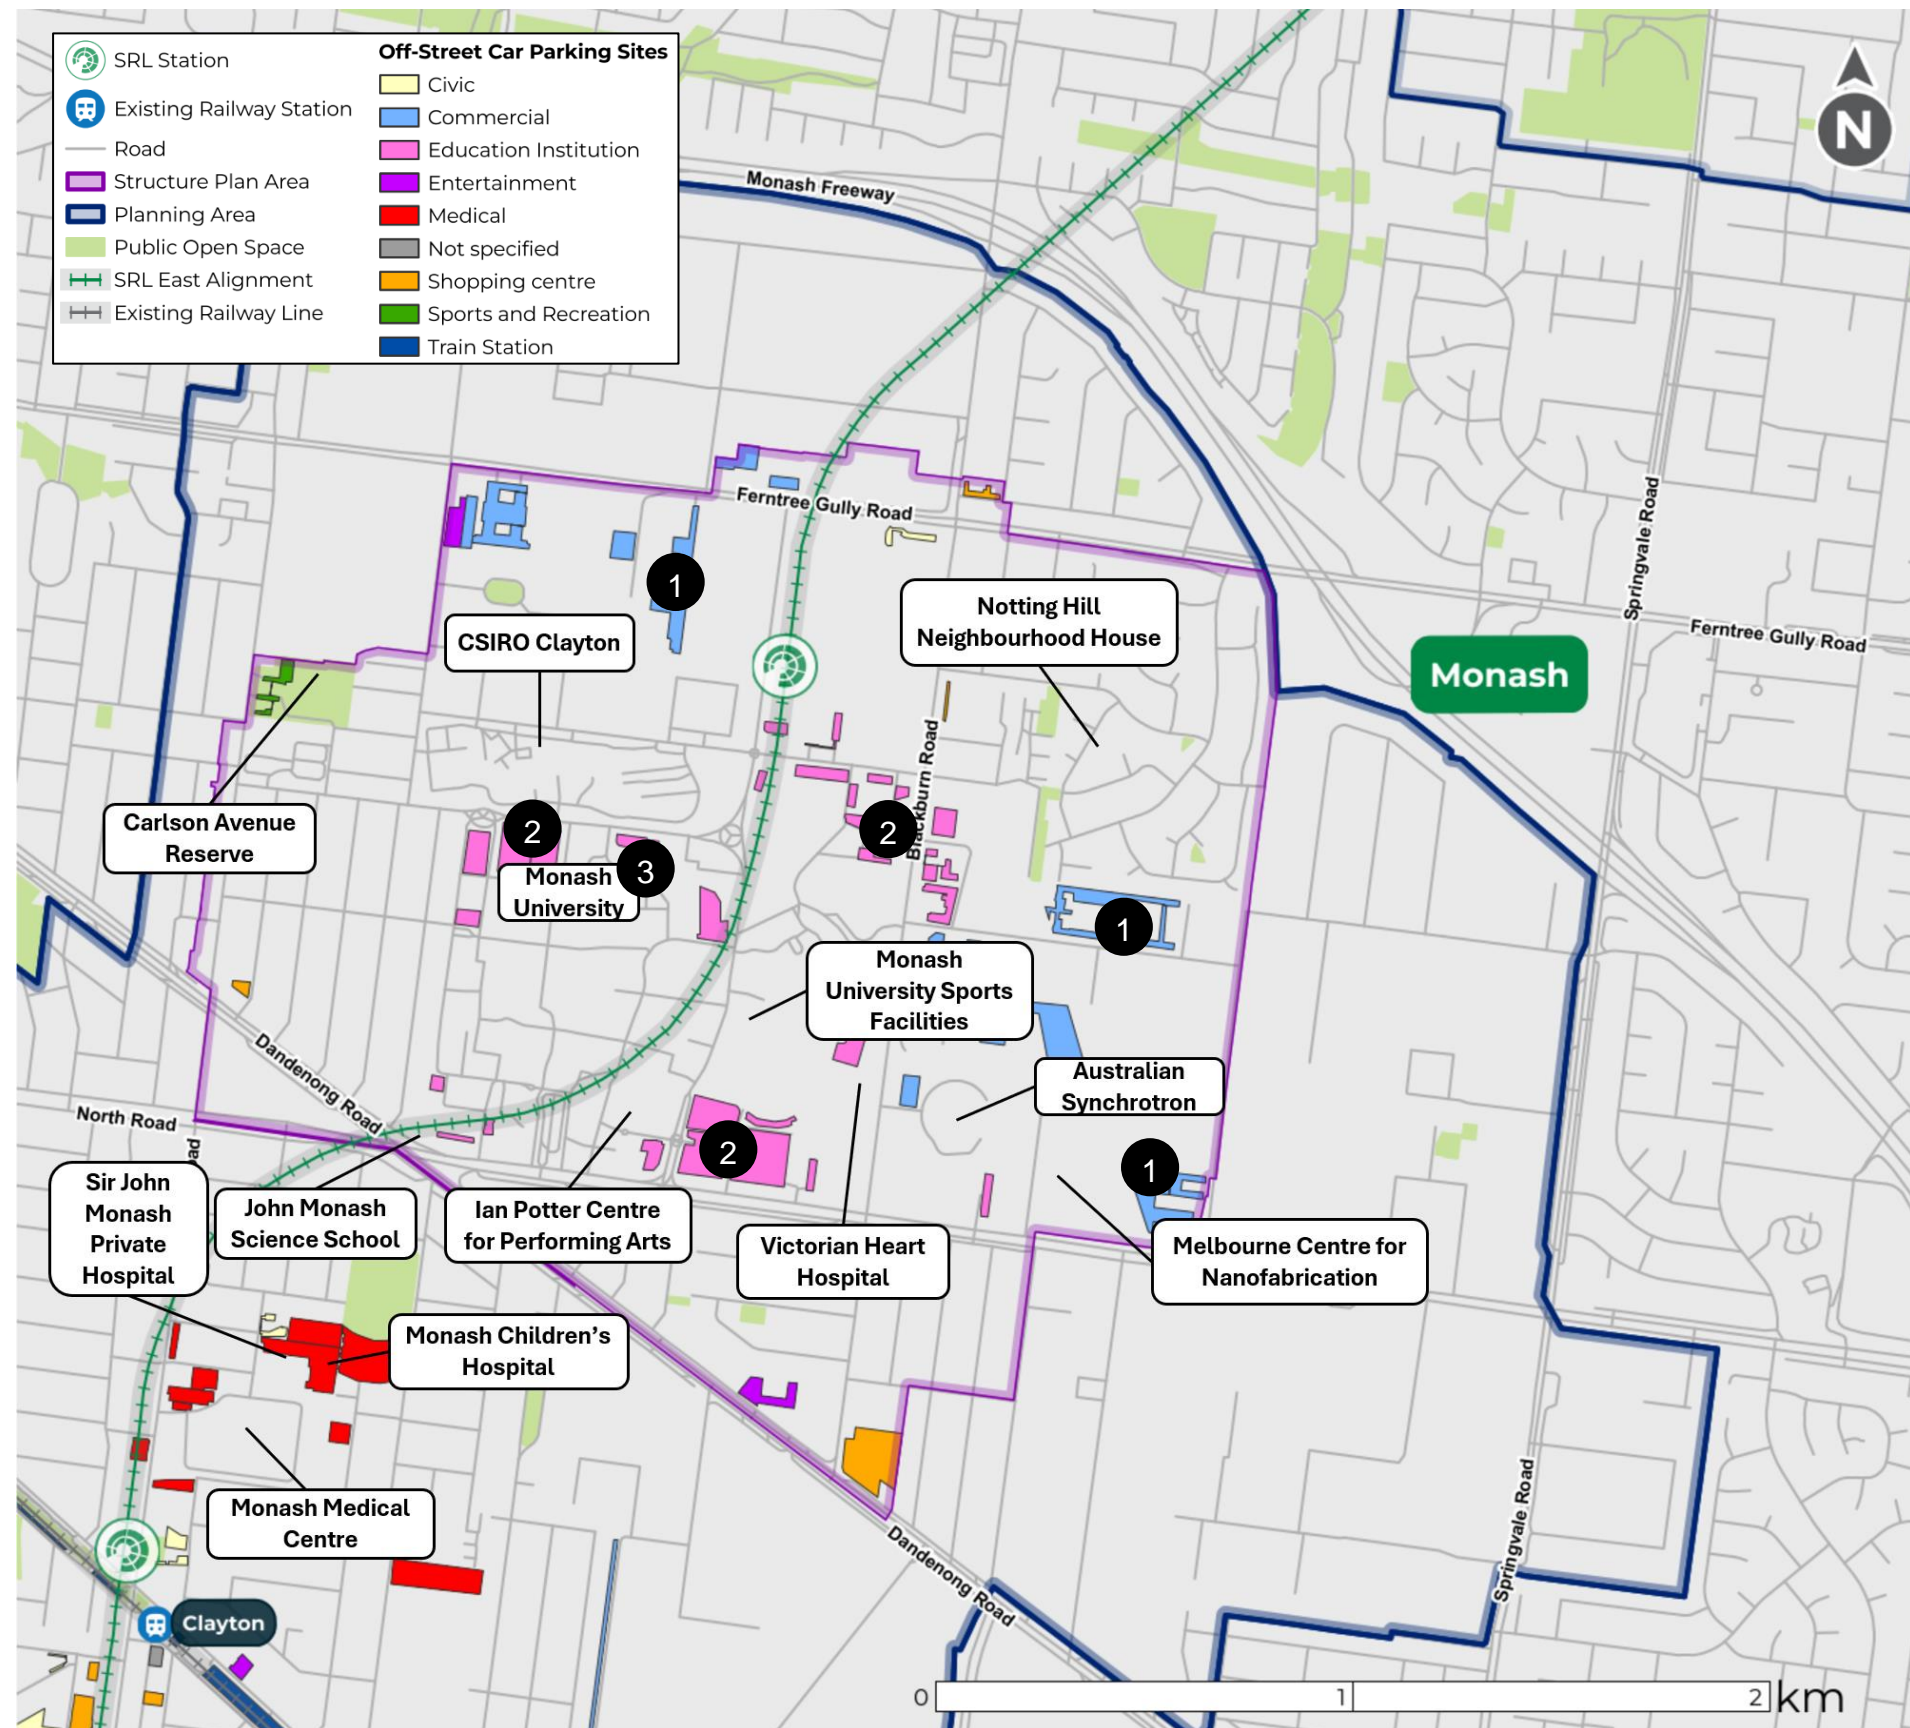 SRL Station
Existing Railway Station
Road
Structure Plan Area
Planning Area
Public Open Space
SRL East Alignment
Existing Railway Line
Off-Street Car Parking Sites
Civic
Commercial
Education Institution
Entertainment
Medical
Not specified
Shopping centre
Sports and Recreation
Train Station
N
Monash Freeway
Ferntree Gully Road
Springvale Road
Ferntree Gully Road
Monash
1
CSIRO Clayton
Notting Hill
Neighbourhood House
Carlson Avenue
Reserve
2
Monash
University
3
2
Blackburn Road
1
Monash
University Sports
Facilities
Australian
Synchrotron
Dandenong Road
North Road
oad
2
1
Sir John
Monash
Private
Hospital
John Monash
Science School
Ian Potter Centre
for Performing Arts
Victorian Heart
Hospital
Melbourne Centre for
Nanofabrication
Monash Children's
Hospital
Monash Medical
Centre
Clayton
Dandenong Road
Springvale Road
0 1 2 km